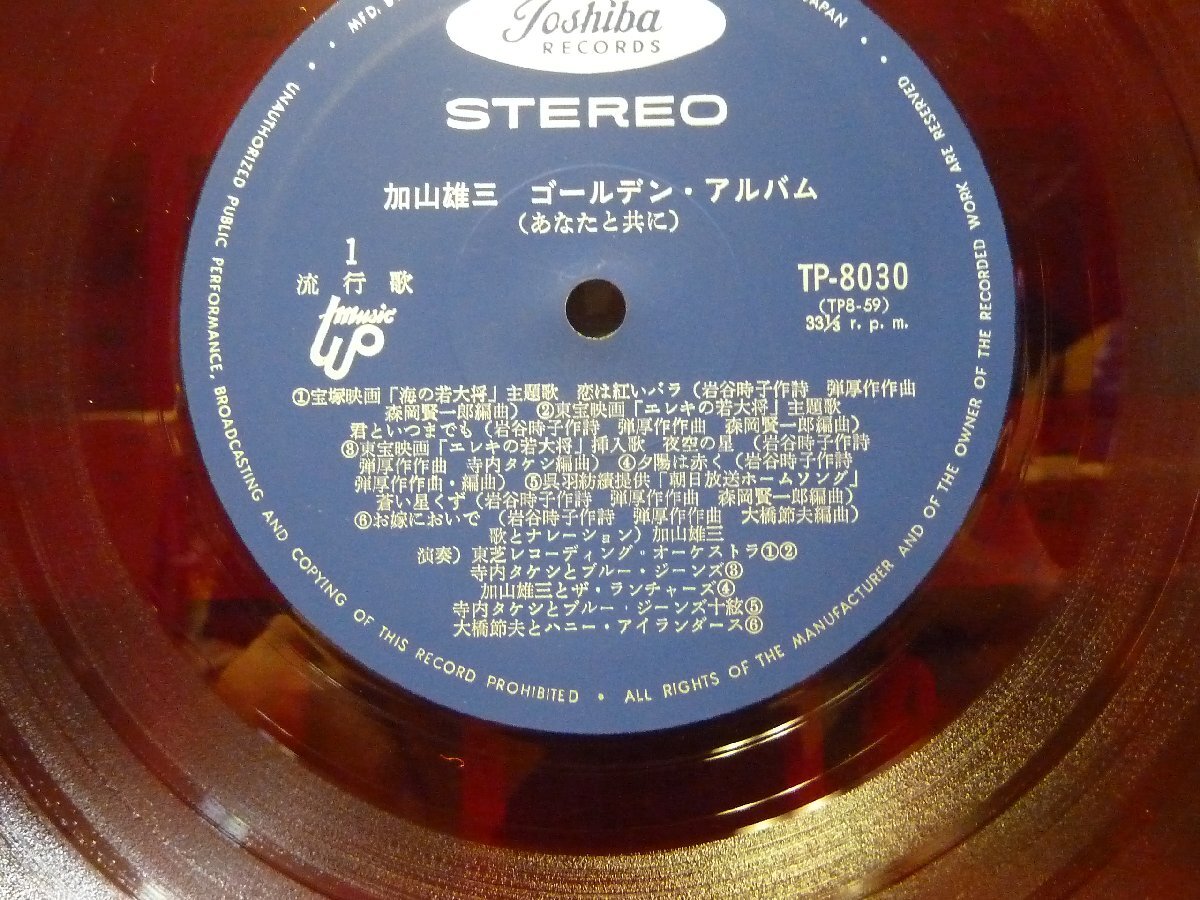 MFD. B
JAPAN
Toshiba
RECORDS
STEREO
加山雄三 ゴールデン・アルバム
(あなたと共に)
1
流行歌
music up
TP-8030
(TP8-59)
33⅓ r. p. m.
①宝塚映画「海の若大将」主題歌 恋は紅いバラ(岩谷時子作詩 弾厚作作曲
森岡賢一郎編曲) ②東宝映画「エレキの若大将」主題歌
君といつまでも(岩谷時子作詩 弾厚作作曲 森岡賢一郎編曲)
③東宝映画「エレキの若大将」挿入歌 夜空の星 (岩谷時子作詩
弾厚作作曲 寺内タケシ編曲) ④夕陽は赤く(岩谷時子作詩
弾厚作作曲・編曲) ⑤呉羽紡績提供「朝日放送ホームソング」
蒼い星くず(岩谷時子作詩 弾厚作作曲 森岡賢一郎編曲)
⑥お嫁においで (岩谷時子作詩 弾厚作作曲 大橋節夫編曲)
歌とナレーション) 加山雄三
演奏) 東芝レコーディング・オーケストラ①②
寺内タケシとブルー・ジーンズ③
加山雄三とザ・ランチャーズ④
寺内タケシとブルー・ジーンズ十絃⑤
大橋節夫とハニー・アイランダース⑥
UNAUTHORIZED PUBLIC PERFORMANCE, BROADCASTING AND COPYING OF THIS RECORD PROHIBITED • ALL RIGHTS OF THE MANUFACTURER AND OF THE OWNER OF THE RECORDED WORK ARE RESERVED